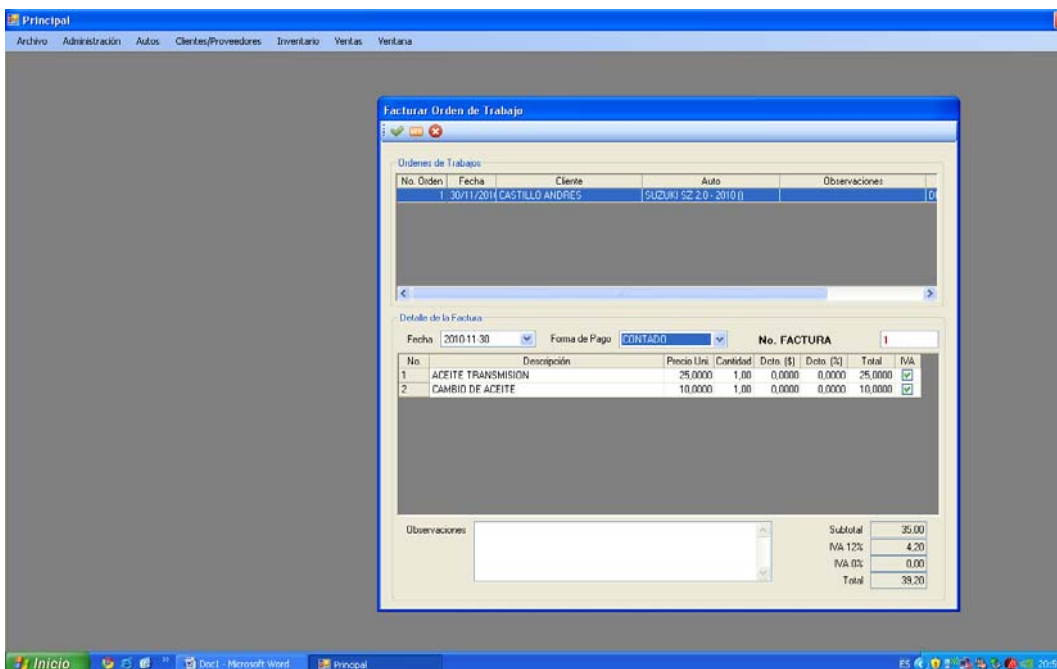 Principal
Archivo Administración Autos Clientes/Proveedores Inventario Ventas Ventana
Facturar Orden de Trabajo
Ordenes de Trabajos
No. Orden Fecha Cliente Auto Observaciones
1 30/11/201 CASTILLO ANDRES SUZUKI SZ 2.0 - 2010 ()
Detalle de la Factura
Fecha 2010-11-30 Forma de Pago CONTADO No. FACTURA 1
No. Descripción Precio Uni. Cantidad Dcto. ($) Dcto. (%) Total IVA
1 ACEITE TRANSMISION 25,0000 1,00 0,0000 0,0000 25,0000
2 CAMBIO DE ACEITE 10,0000 1,00 0,0000 0,0000 10,0000
Observaciones
Subtotal 35,00
IVA 12% 4,20
IVA 0% 0,00
Total 39,20
Inicio Doc1 - Microsoft Word Principal ES